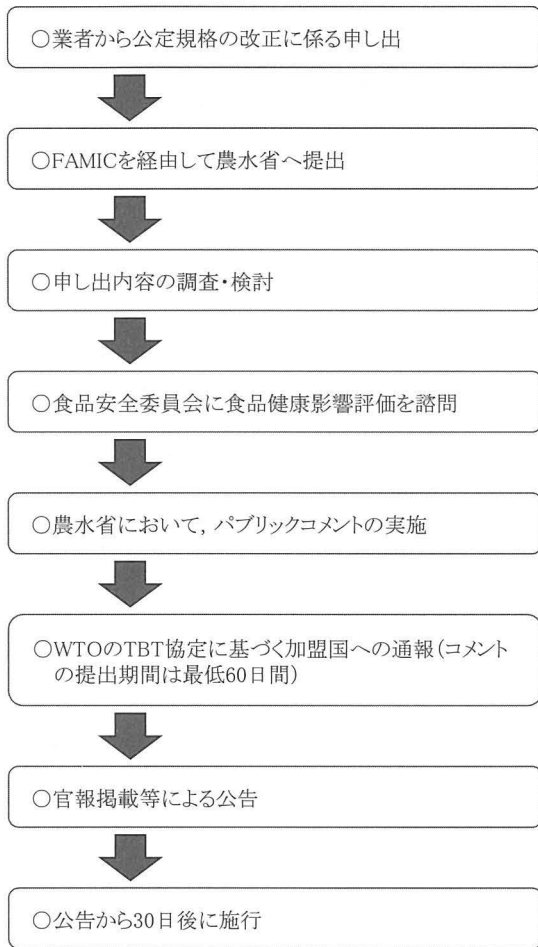 ○業者から公定規格の改正に係る申し出
○FAMICを経由して農水省へ提出
○申し出内容の調査・検討
○食品安全委員会に食品健康影響評価を諮問
○農水省において，パブリックコメントの実施
○WTOのTBT協定に基づく加盟国への通報（コメント
の提出期間は最低60日間）
○官報掲載等による公告
○公告から30日後に施行